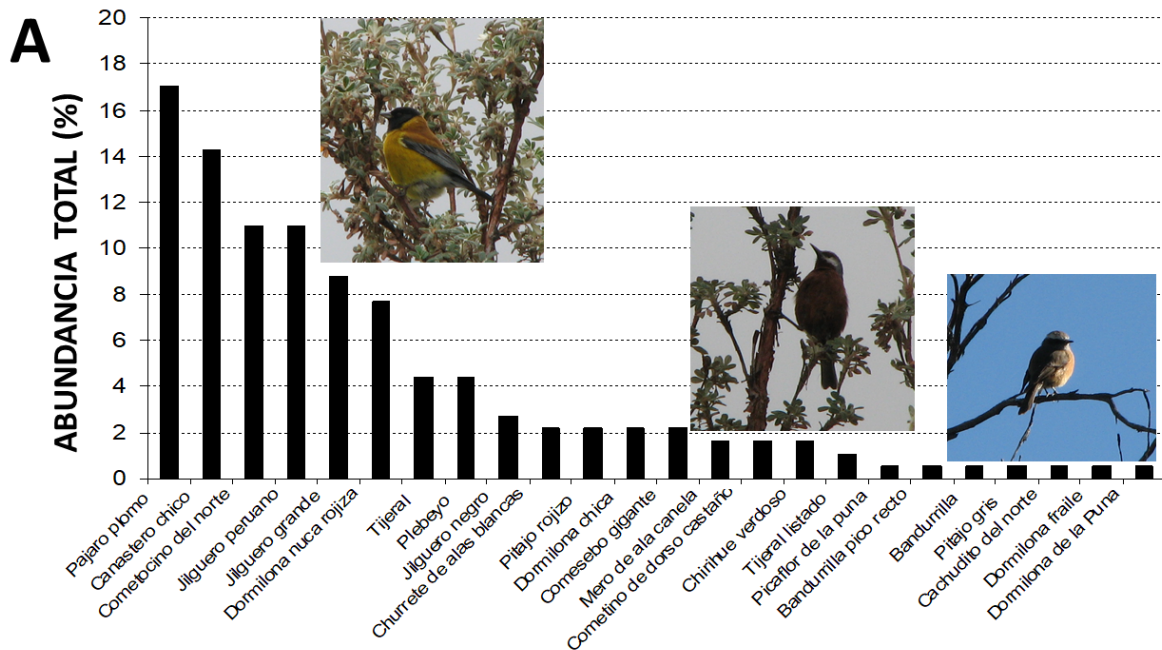 A
ABUNDANCIA TOTAL (%)
20
18
16
14
12
10
8
6
4
2
0
Pajaro plomo
Canastero chico
Cometocino del norte
Jilguero peruano
Jilguero grande
Dormilona nuca rojiza
Tijeral
Plebeyo
Jilguero negro
Churrete de alas blancas
Pitajo rojizo
Dormilona chica
Comesebo gigante
Mero de ala canela
Cometino de dorso castaño
Chirihue verdoso
Tijeral listado
Picaflor de la puna
Bandurrilla pico recto
Bandurrilla
Pitajo gris
Cachudito del norte
Dormilona fraile
Dormilona de la Puna